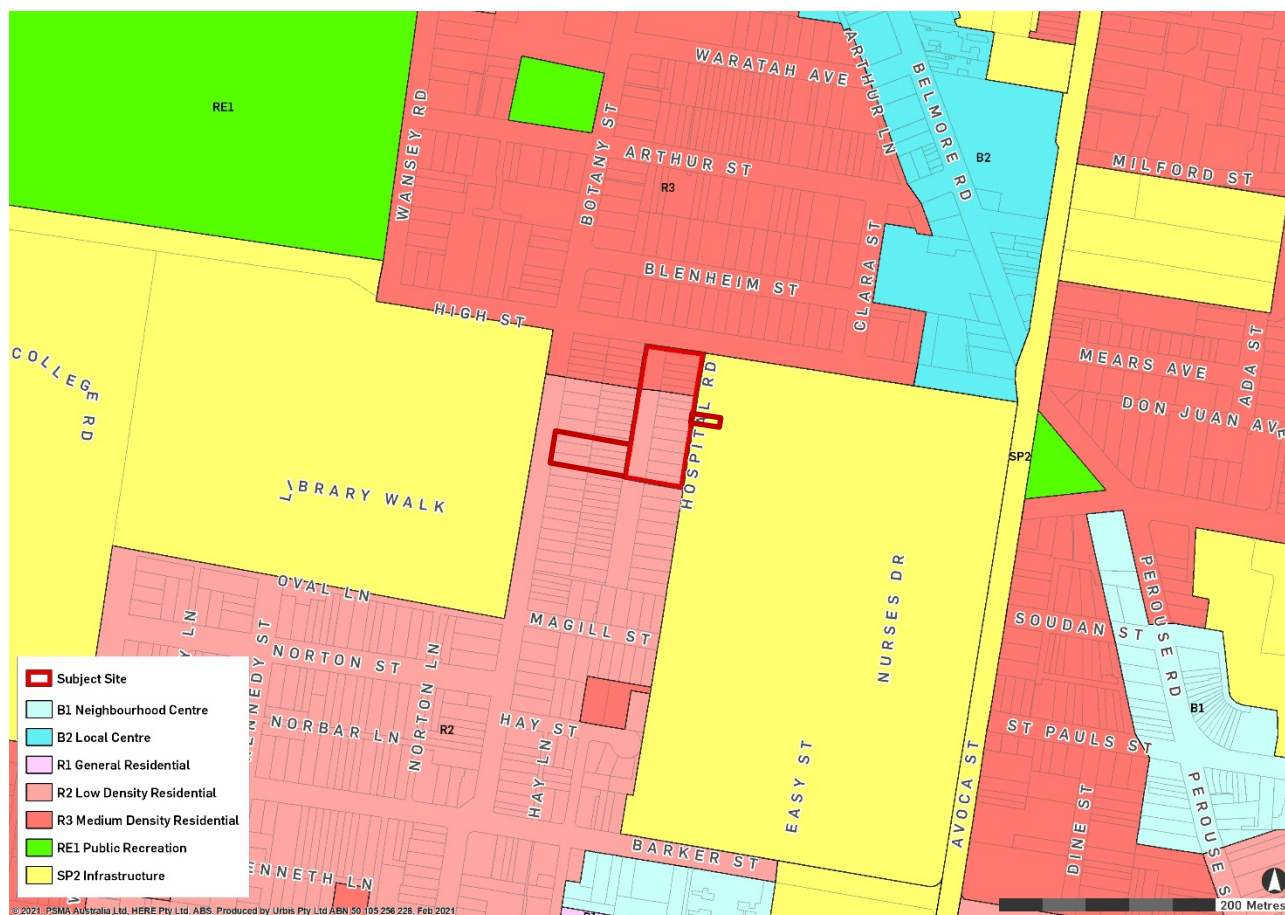 WARATAH AVE
ARTHUR LN
BELMORE RD
RE1
WANSEY RD
BOTANY ST
ARTHUR ST
B2
MILFORD ST
R3
CLARA ST
BLENHEIM ST
HIGH ST
COLLEGE RD
MEARS AVE
ADA ST
DON JUAN AVE
HOSPITAL RD
SP2
LIBRARY WALK
NURSES DR
PEROUSE RD
OVAL LN
MAGILL ST
SOUDAN ST
NORTON ST
NORTON LN
HAY ST
NORBAR LN
R2
B1
ST PAULS ST
HAY LN
EASY ST
AVOCA ST
DINE ST
PEROUSE S
BARKER ST
ENNETH LN
Y LN
ENNEDY ST
Subject Site
B1 Neighbourhood Centre
B2 Local Centre
R1 General Residential
R2 Low Density Residential
R3 Medium Density Residential
RE1 Public Recreation
SP2 Infrastructure
200 Metres
© 2021. PSMA Australia Ltd, HERE Pty Ltd. ABS. Produced by Urbis Pty Ltd ABN 50 105 256 228, Feb 2021